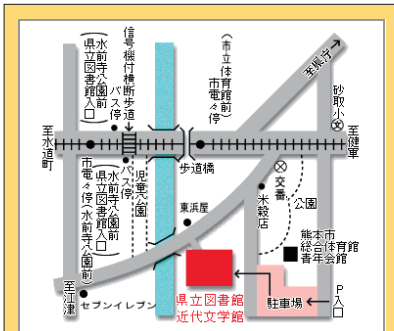 至県庁
(市立体育館前)
市電々停
信号機付横断歩道
バス停
(水前寺公園前
県立図書館入口)
砂取小
文
至水道町
至健軍
市電々停(水前寺公園前)
(水前寺公園前
県立図書館入口)
バス停
児童公園
歩道橋
交番
米穀店
公園
東浜屋
熊本市
総合体育館
青年会館
至江津
セブンイレブン
県立図書館
近代文学館
駐車場
P入口